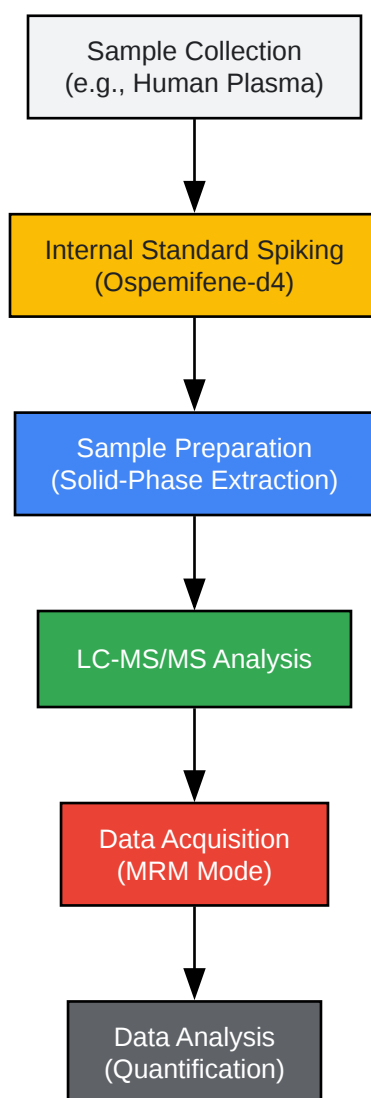 Sample Collection
(e.g., Human Plasma)
Internal Standard Spiking
(Ospemifene-d4)
Sample Preparation
(Solid-Phase Extraction)
LC-MS/MS Analysis
Data Acquisition
(MRM Mode)
Data Analysis
(Quantification)